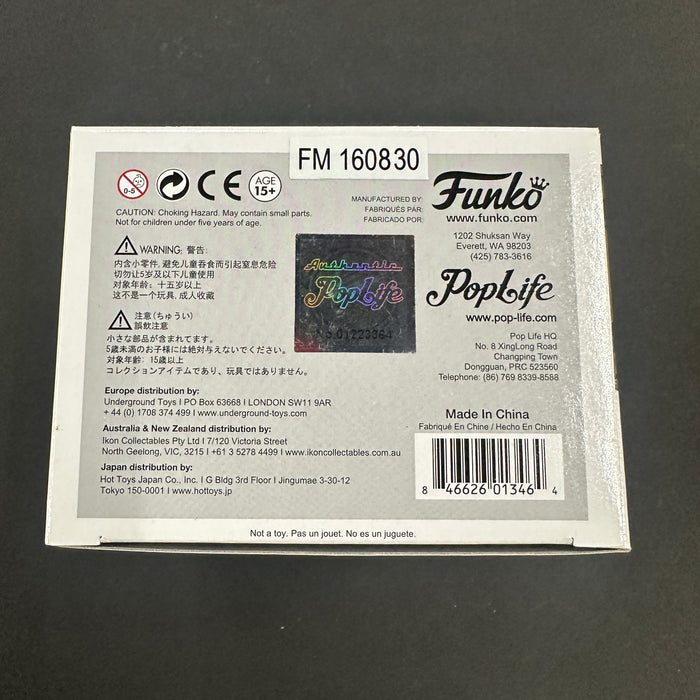 FM 160830
0-5
CE
AGE
15+
CAUTION: Choking Hazard. May contain small parts.
Not for children under five years of age.
WARNING: 警告:
内含小零件, 避免儿童吞食而引起窒息危险
切勿让5岁及以下儿童使用
对象年龄: 十五岁以上
这不是一个玩具, 成人收藏
注意(ちゅうい)
誤飲注意
小さな部品が含まれてます。
5歳未満のお子様には絶対与えないでください。
対象年齢: 15歳以上
コレクションアイテムであり、玩具ではありません。
Europe distribution by:
Underground Toys I PO Box 63668 I LONDON SW11 9AR
+ 44 (0) 1708 374 499 I www.underground-toys.com
Australia & New Zealand distribution by:
Ikon Collectables Pty Ltd I 7/120 Victoria Street
North Geelong, VIC, 3215 I +61 3 5278 4499 I www.ikoncollectables.com.au
Japan distribution by:
Hot Toys Japan Co., Inc. I G Bldg 3rd Floor I Jingumae 3-30-12
Tokyo 150-0001 I www.hottoys.jp
Authentic
PopLife
No.01223364
MANUFACTURED BY:
FABRIQUÉS PAR:
FABRICADO POR:
Funko
www.funko.com
1202 Shuksan Way
Everett, WA 98203
(425) 783-3616
PopLife
www.pop-life.com
Pop Life HQ
No. 8 XingLong Road
Changping Town
Dongguan, PRC 523560
Telephone: (86) 769 8339-8588
Made In China
Fabriqué En Chine / Hecho En China
8 46626 01346 4
Not a toy. Pas un jouet. No es un juguete.